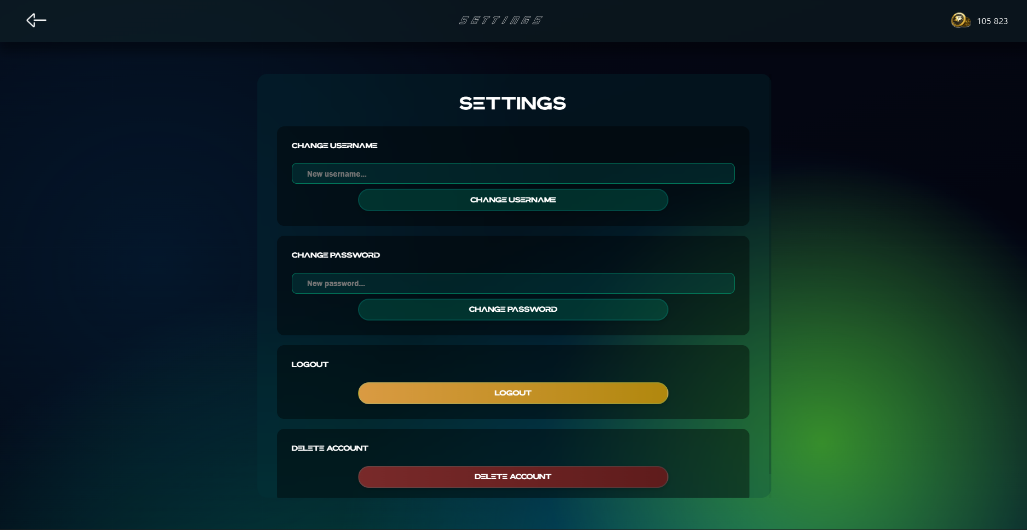 SETTINGS
105 823
SETTINGS
CHANGE USERNAME
New username...
CHANGE USERNAME
CHANGE PASSWORD
New password...
CHANGE PASSWORD
LOGOUT
LOGOUT
DELETE ACCOUNT
DELETE ACCOUNT